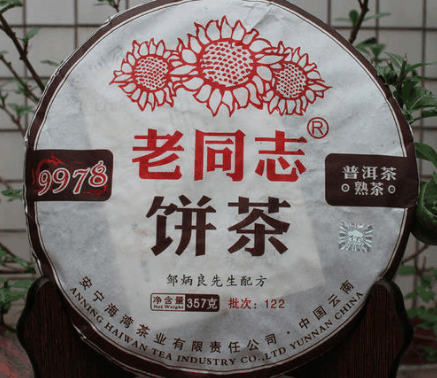 老同志®
9978
普洱茶
熟茶
饼茶
邹炳良先生配方
净含量
Net Weight
357克
批次：122
安宁海湾茶业有限责任公司·中国云南
ANNING HAIWAN TEA INDUSTRY CO.,LTD YUNNAN CHINA